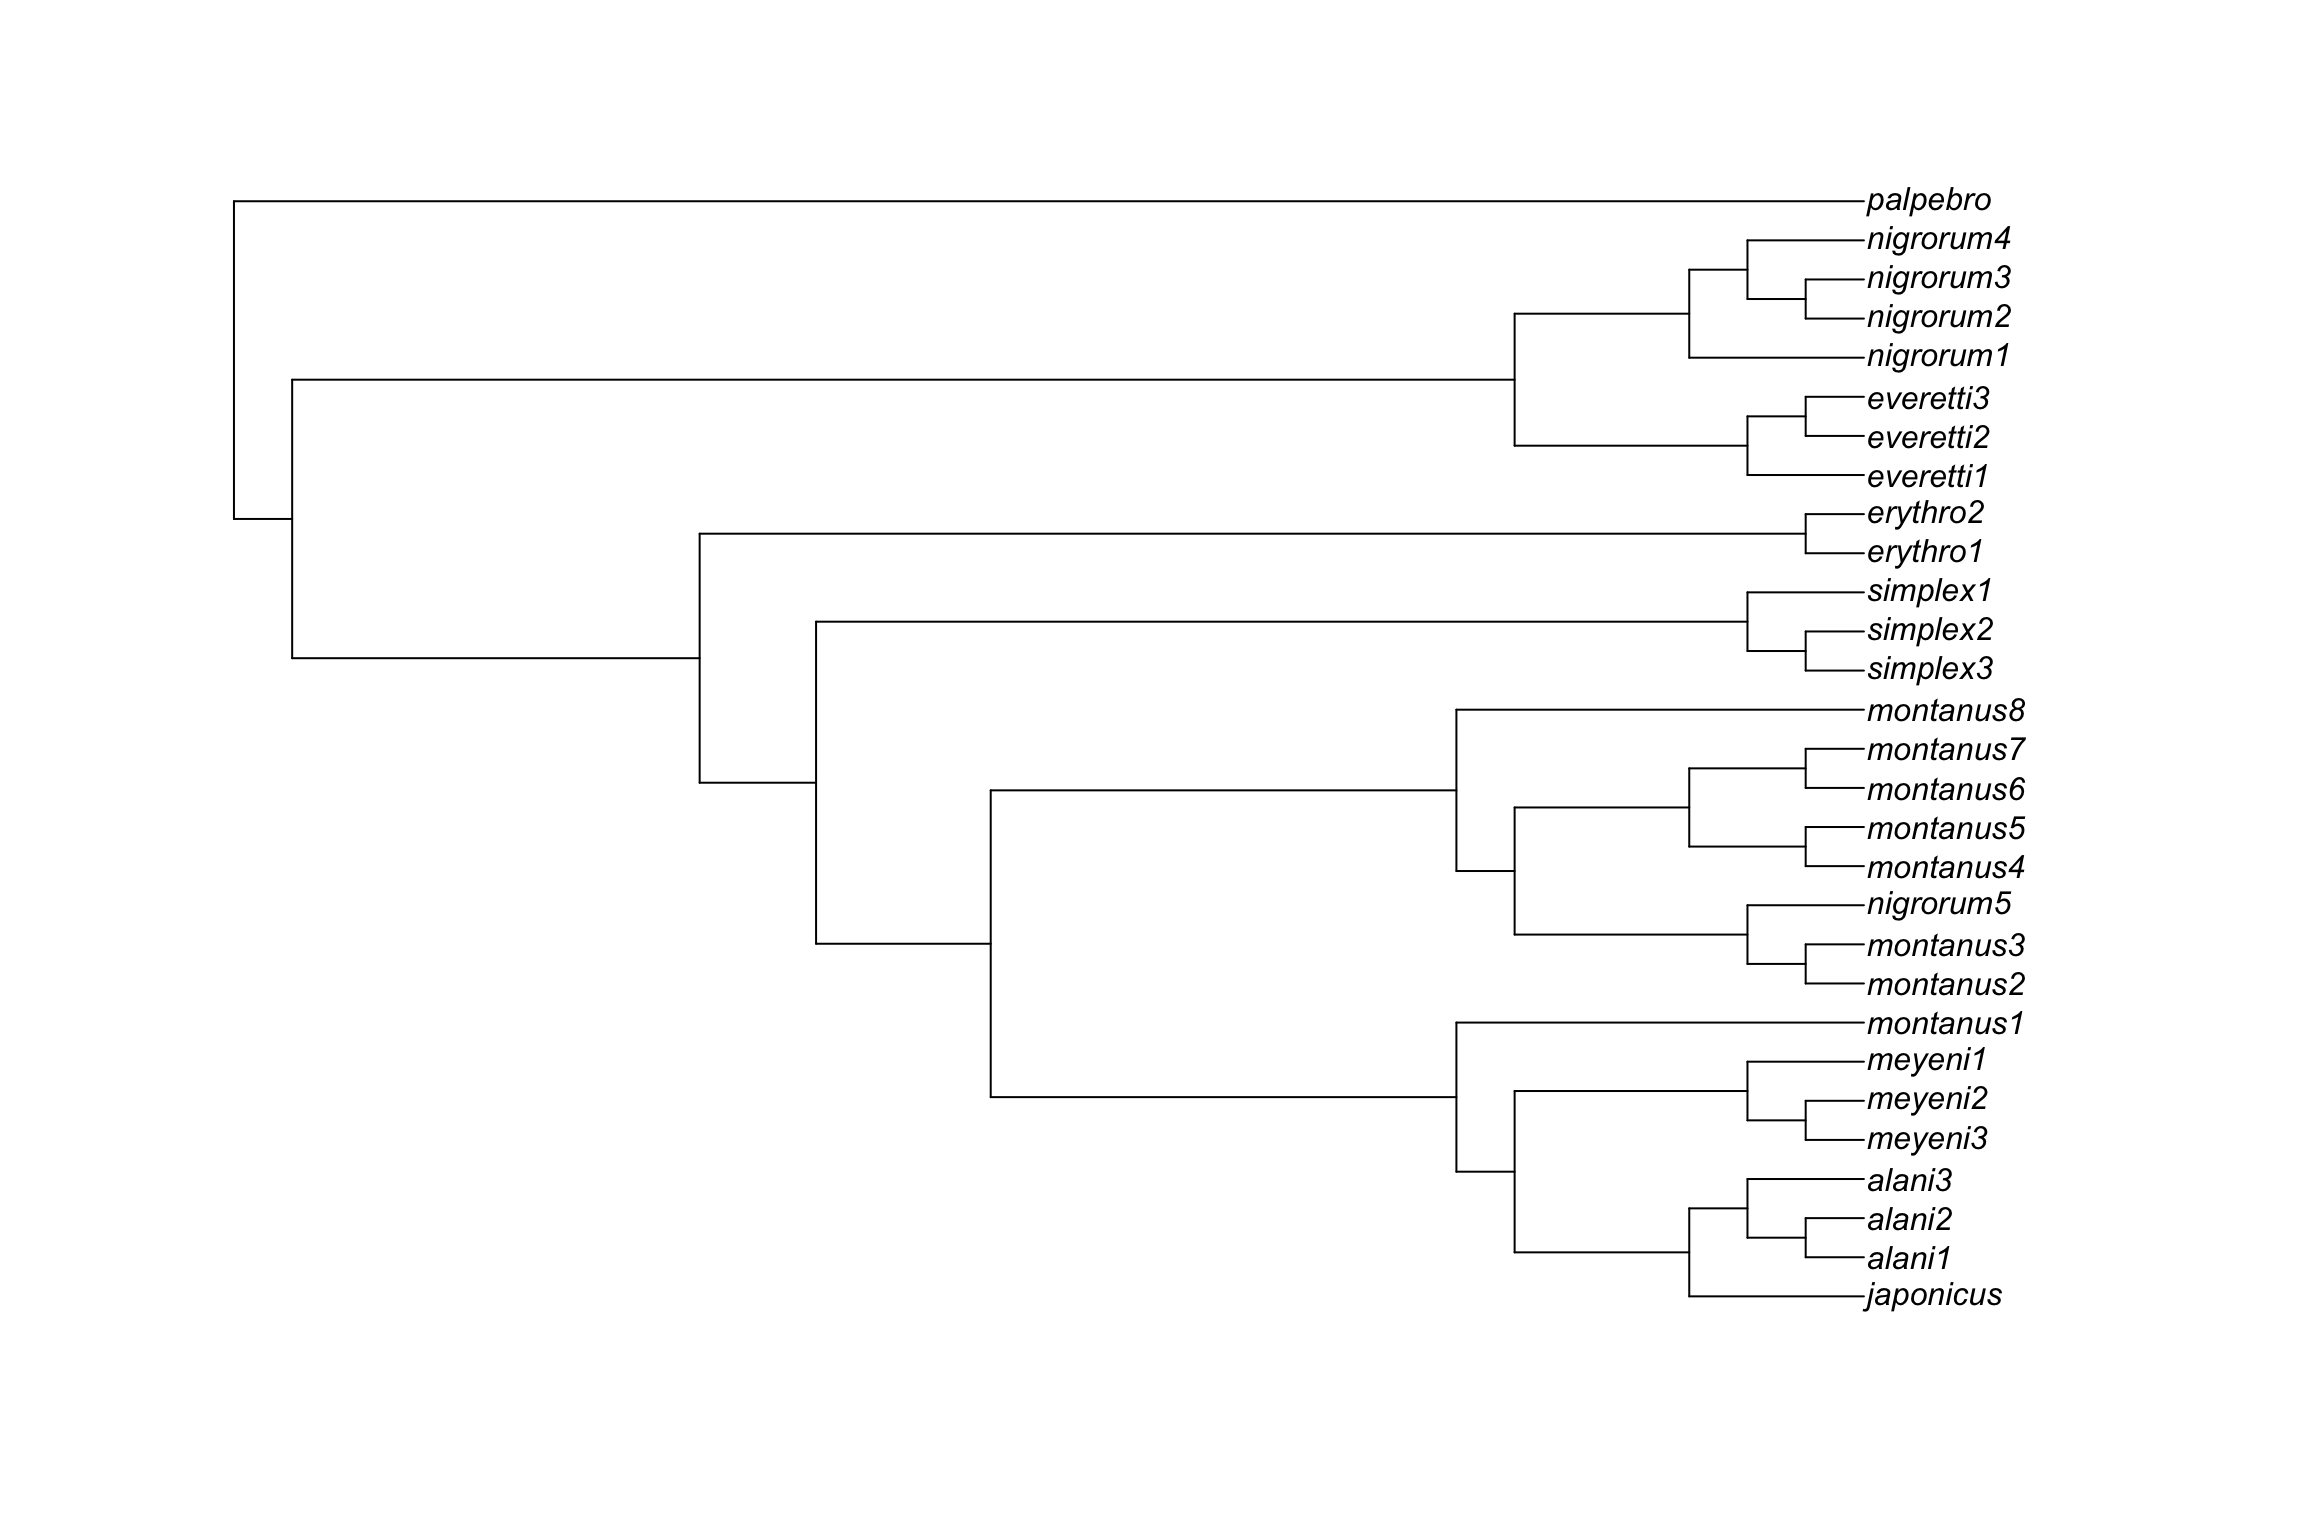 palpebro
nigrorum4
nigrorum3
nigrorum2
nigrorum1
everetti3
everetti2
everetti1
erythro2
erythro1
simplex1
simplex2
simplex3
montanus8
montanus7
montanus6
montanus5
montanus4
nigrorum5
montanus3
montanus2
montanus1
meyeni1
meyeni2
meyeni3
alani3
alani2
alani1
japonicus